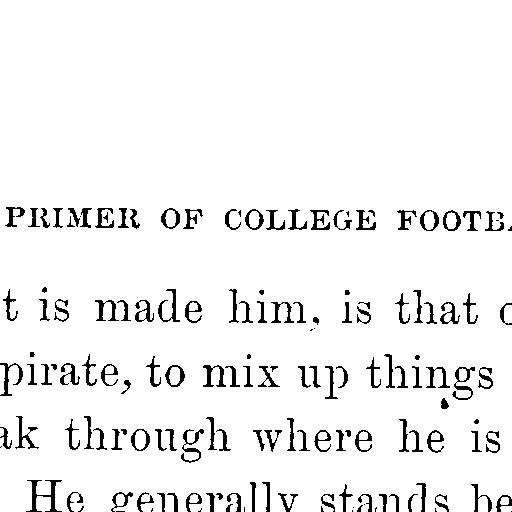 PRIMER OF COLLEGE FOOTBA
t is made him, is that
pirate, to mix up things
ak through where he is
He generally stands be